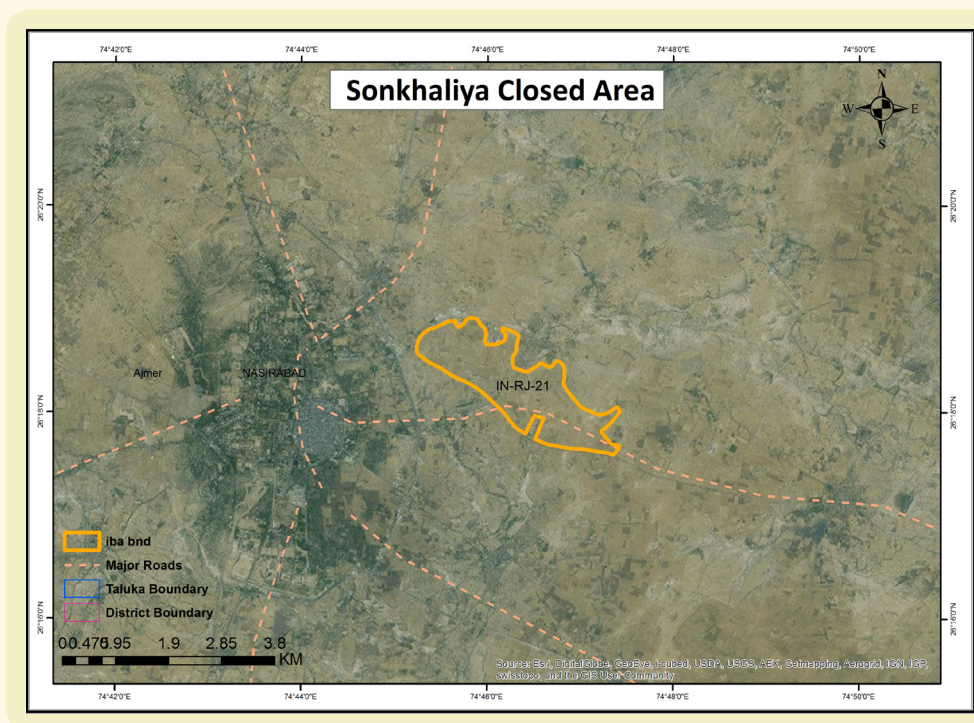 74°42'0"E 74°44'0"E 74°46'0"E 74°48'0"E 74°50'0"E
Sonkhaliya Closed Area
N
W E
S
26°20'0"N 26°20'0"N
Ajmer NASIRABAD IN-RJ-21
26°18'0"N 26°18'0"N
iba bnd
Major Roads
Taluka Boundary
District Boundary
26°16'0"N 26°16'0"N
0 0.475 0.95 1.9 2.85 3.8
KM
Source: Esri, DigitalGlobe, GeoEye, i-cubed, USDA, USGS, AEX, Getmapping, Aerogrid, IGN, IGP,
swisstopo, and the GIS User Community
74°42'0"E 74°44'0"E 74°46'0"E 74°48'0"E 74°50'0"E